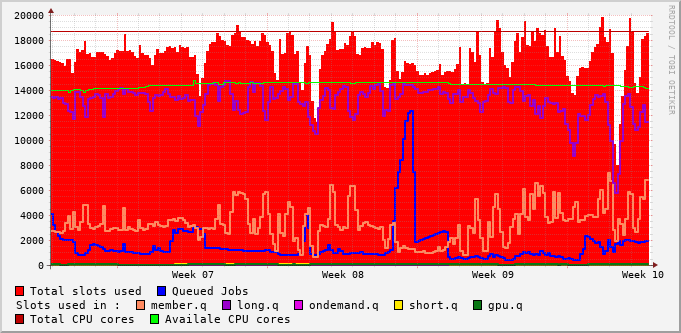 20000
18000
16000
14000
12000
10000
8000
6000
4000
2000
0
Week 07
Week 08
Week 09
Week 10
RRDTOOL / TOBI OETIKER
Total slots used
Queued Jobs
Slots used in :
member.q
long.q
ondemand.q
short.q
gpu.q
Total CPU cores
Availale CPU cores